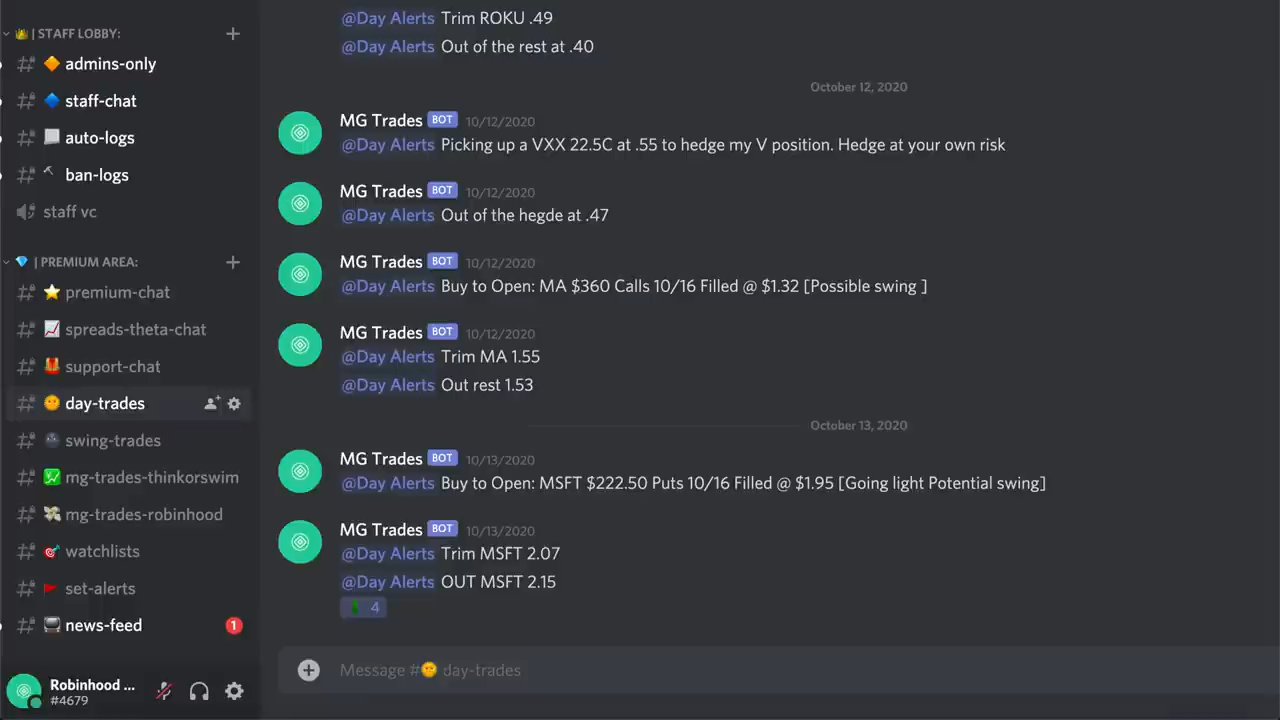 | STAFF LOBBY:
admins-only
staff-chat
auto-logs
ban-logs
staff vc
| PREMIUM AREA:
premium-chat
spreads-theta-chat
support-chat
day-trades
swing-trades
mg-trades-thinkorswim
mg-trades-robinhood
watchlists
set-alerts
news-feed 1
Robinhood ...
#4679
@Day Alerts Trim ROKU .49
@Day Alerts Out of the rest at .40
October 12, 2020
MG Trades BOT 10/12/2020
@Day Alerts Picking up a VXX 22.5C at .55 to hedge my V position. Hedge at your own risk
MG Trades BOT 10/12/2020
@Day Alerts Out of the hegde at .47
MG Trades BOT 10/12/2020
@Day Alerts Buy to Open: MA $360 Calls 10/16 Filled @ $1.32 [Possible swing ]
MG Trades BOT 10/12/2020
@Day Alerts Trim MA 1.55
@Day Alerts Out rest 1.53
October 13, 2020
MG Trades BOT 10/13/2020
@Day Alerts Buy to Open: MSFT $222.50 Puts 10/16 Filled @ $1.95 [Going light Potential swing]
MG Trades BOT 10/13/2020
@Day Alerts Trim MSFT 2.07
@Day Alerts OUT MSFT 2.15
4
Message #🌞 day-trades